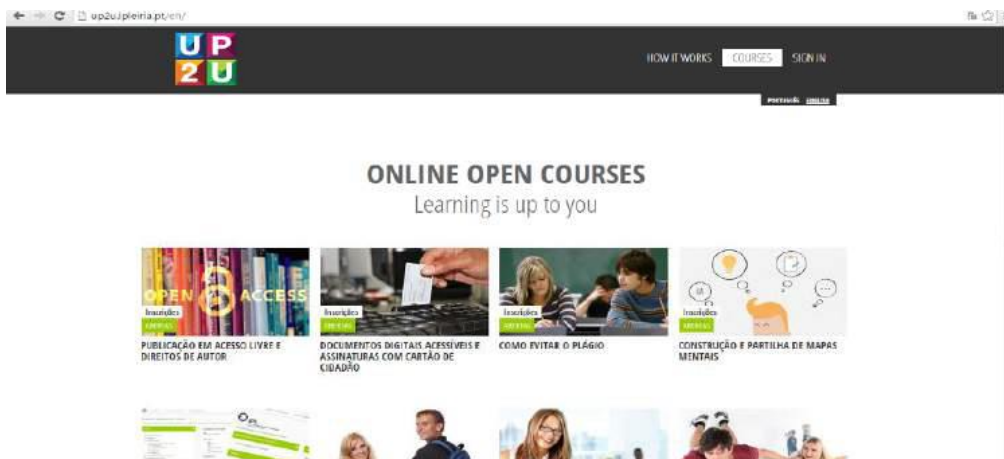 up2u.ipleiria.pt/en/
UP
2U
HOW IT WORKS COURSES SIGN IN
PORTUGUÊS ENGLISH
ONLINE OPEN COURSES
Learning is up to you
OPEN ACCESS
Inscrições
ABERTAS
PUBLICAÇÃO EM ACESSO LIVRE E
DIREITOS DE AUTOR
Inscrições
ABERTAS
DOCUMENTOS DIGITAIS ACESSÍVEIS E
ASSINATURAS COM CARTÃO DE
CIDADÃO
Inscrições
ABERTAS
COMO EVITAR O PLÁGIO
Inscrições
ABERTAS
CONSTRUÇÃO E PARTILHA DE MAPAS
MENTAIS